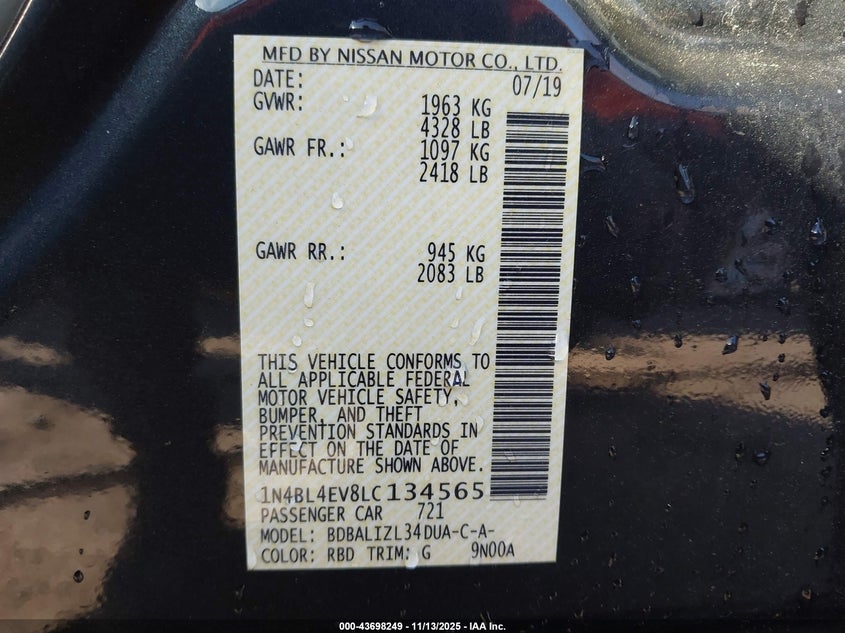 MFD BY NISSAN MOTOR CO., LTD.
DATE: 07/19
GVWR: 1963 KG
4328 LB
GAWR FR.: 1097 KG
2418 LB
GAWR RR.: 945 KG
2083 LB
THIS VEHICLE CONFORMS TO
ALL APPLICABLE FEDERAL
MOTOR VEHICLE SAFETY,
BUMPER, AND THEFT
PREVENTION STANDARDS IN
EFFECT ON THE DATE OF
MANUFACTURE SHOWN ABOVE.
1N4BL4EV8LC134565
PASSENGER CAR 721
MODEL: BDBALIZL34DUA-C-A-
COLOR: RBD TRIM: G 9N00A
000-43698249 - 11/13/2025 - IAA Inc.